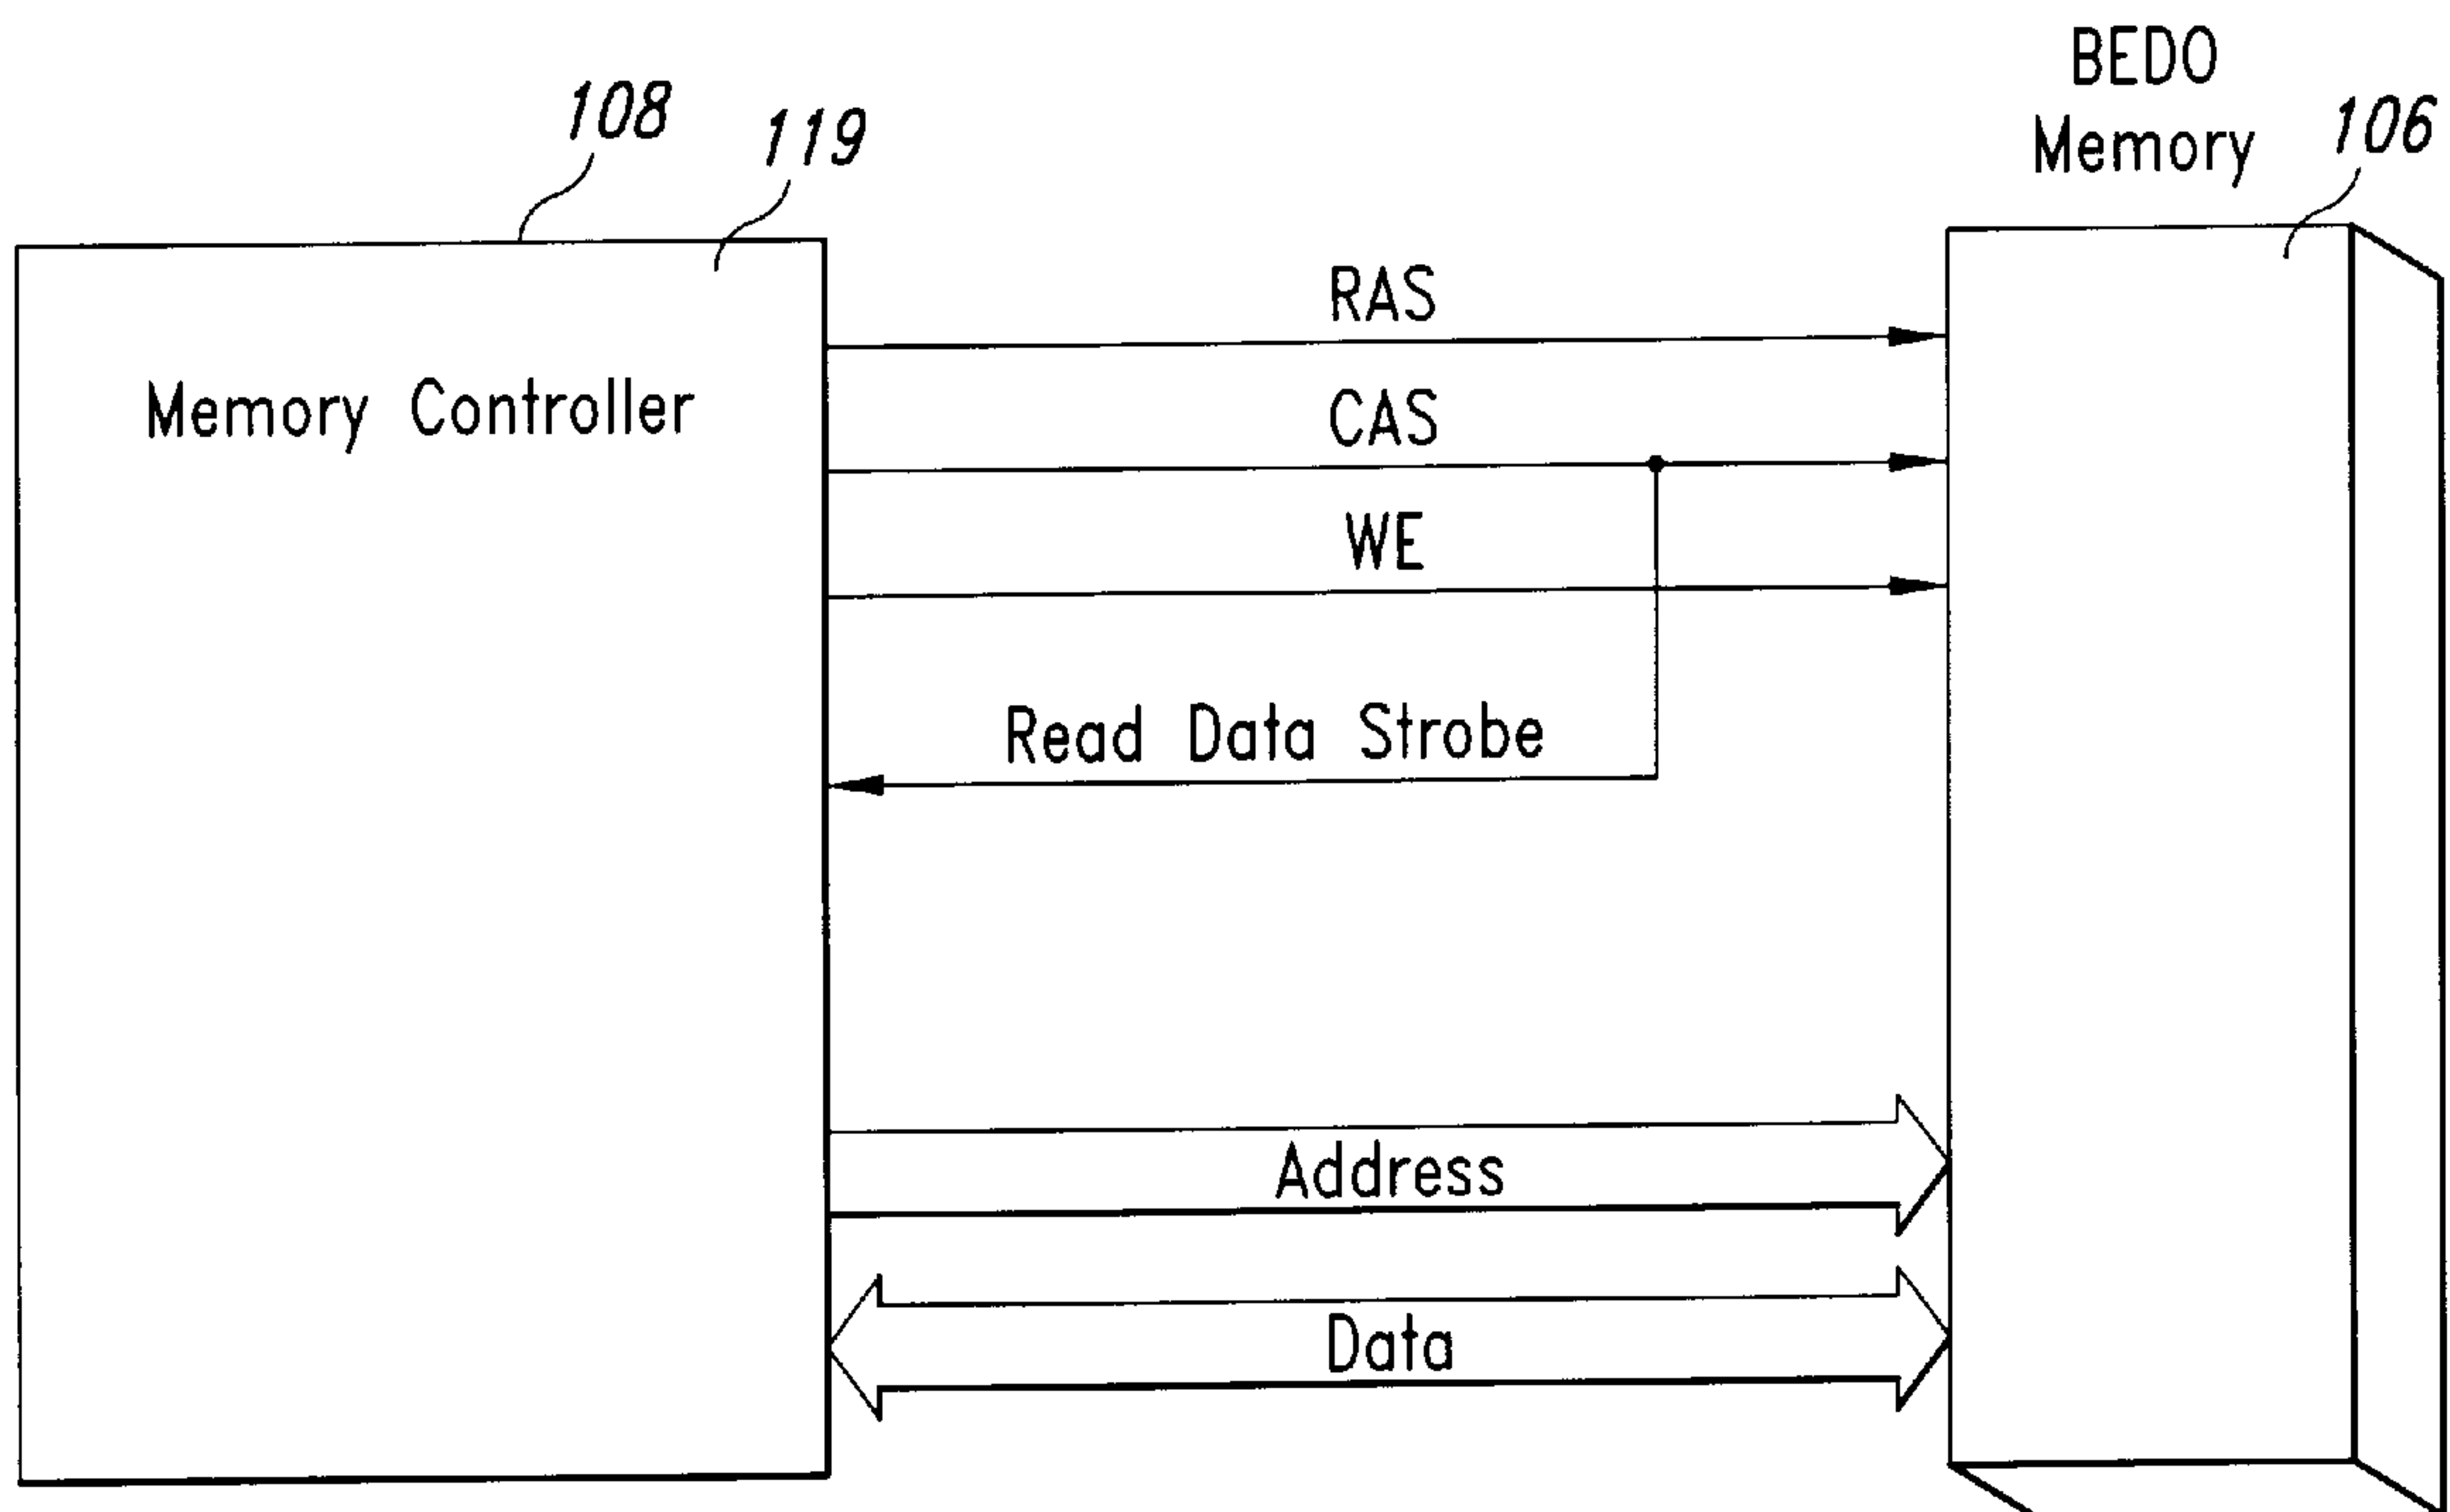 BEDO
Memory
108
119
106
RAS
Memory Controller
CAS
WE
Read Data Strobe
Address
Data